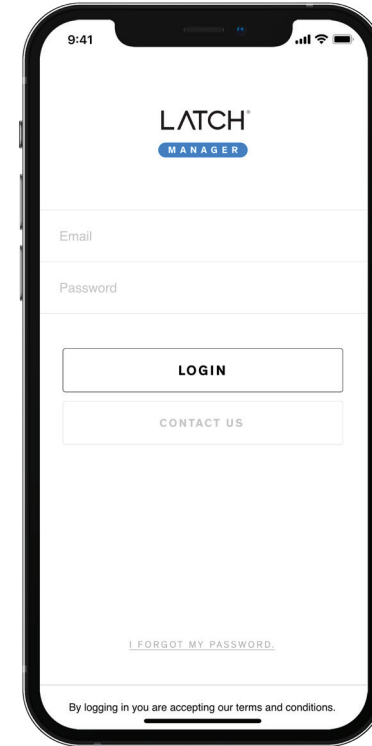 9:41
LATCH®
MANAGER
Email
Password
LOGIN
CONTACT US
I FORGOT MY PASSWORD.
By logging in you are accepting our terms and conditions.